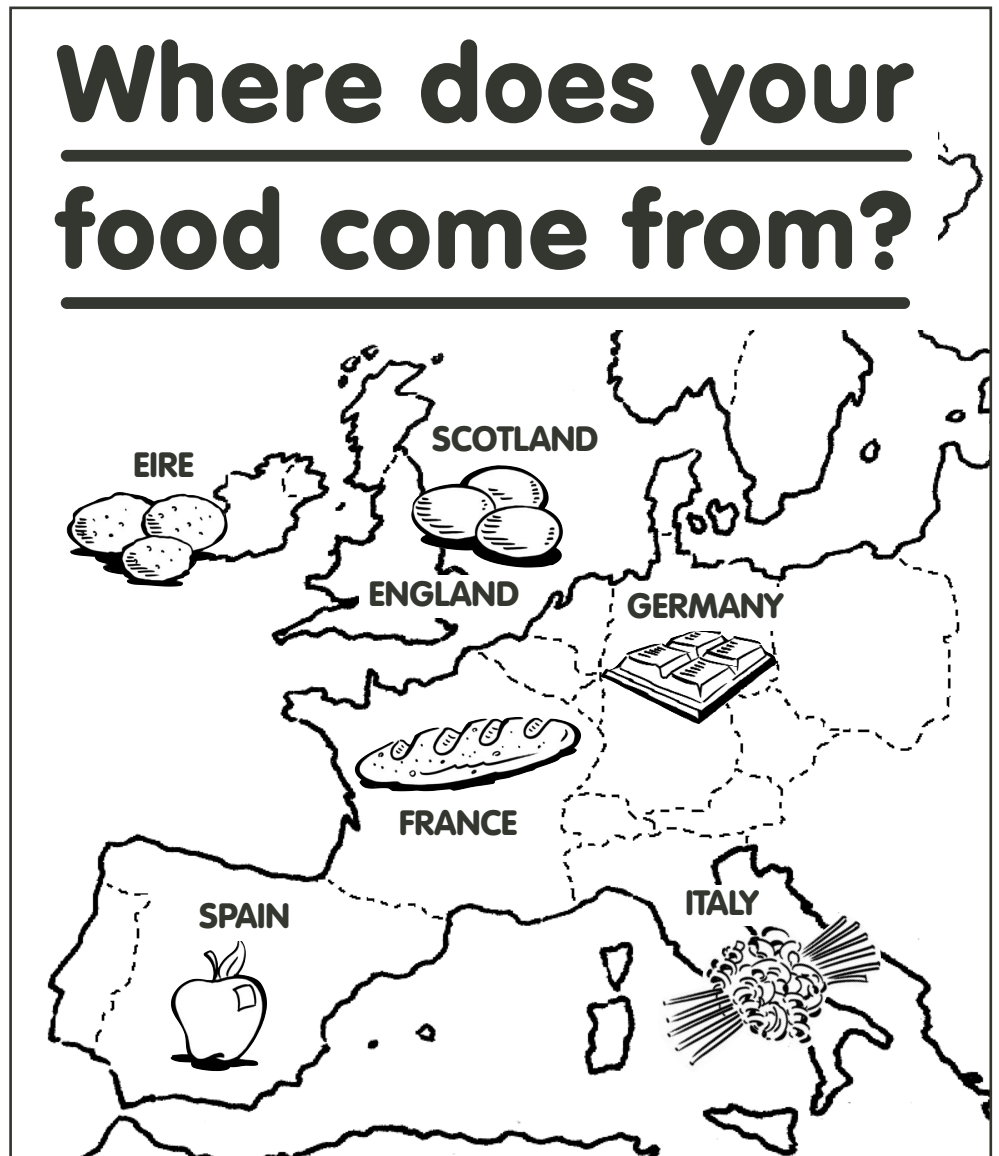 Where does your
food come from?
SCOTLAND
EIRE
ENGLAND
GERMANY
FRANCE
ITALY
SPAIN